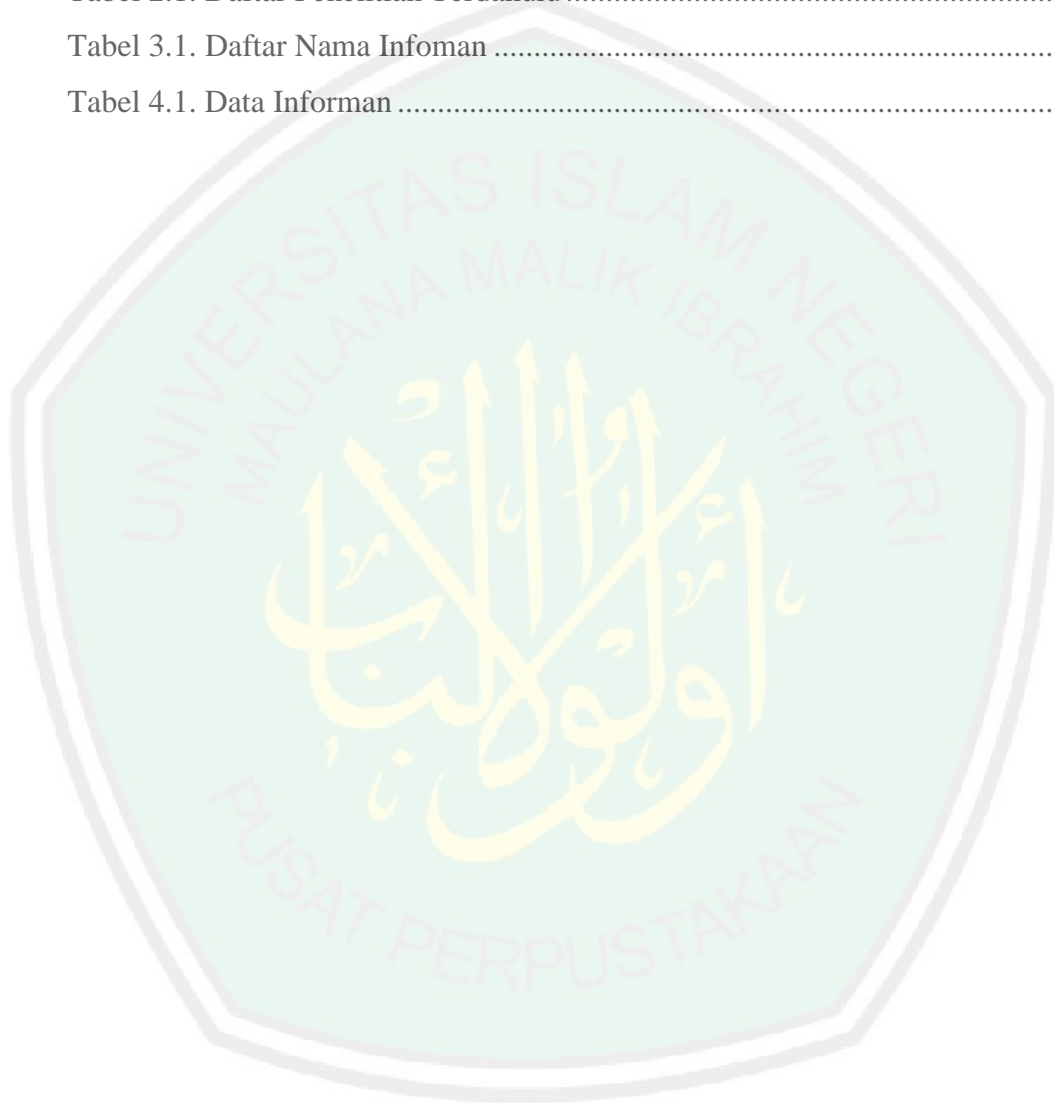 Tabel 3.1. Daftar Nama Infoman ........................................................................
Tabel 4.1. Data Informan ....................................................................................
UNIVERSITAS ISLAM NEGERI
MAULANA MALIK IBRAHIM
أولوا الألباب
PUSAT PERPUSTAKAAN